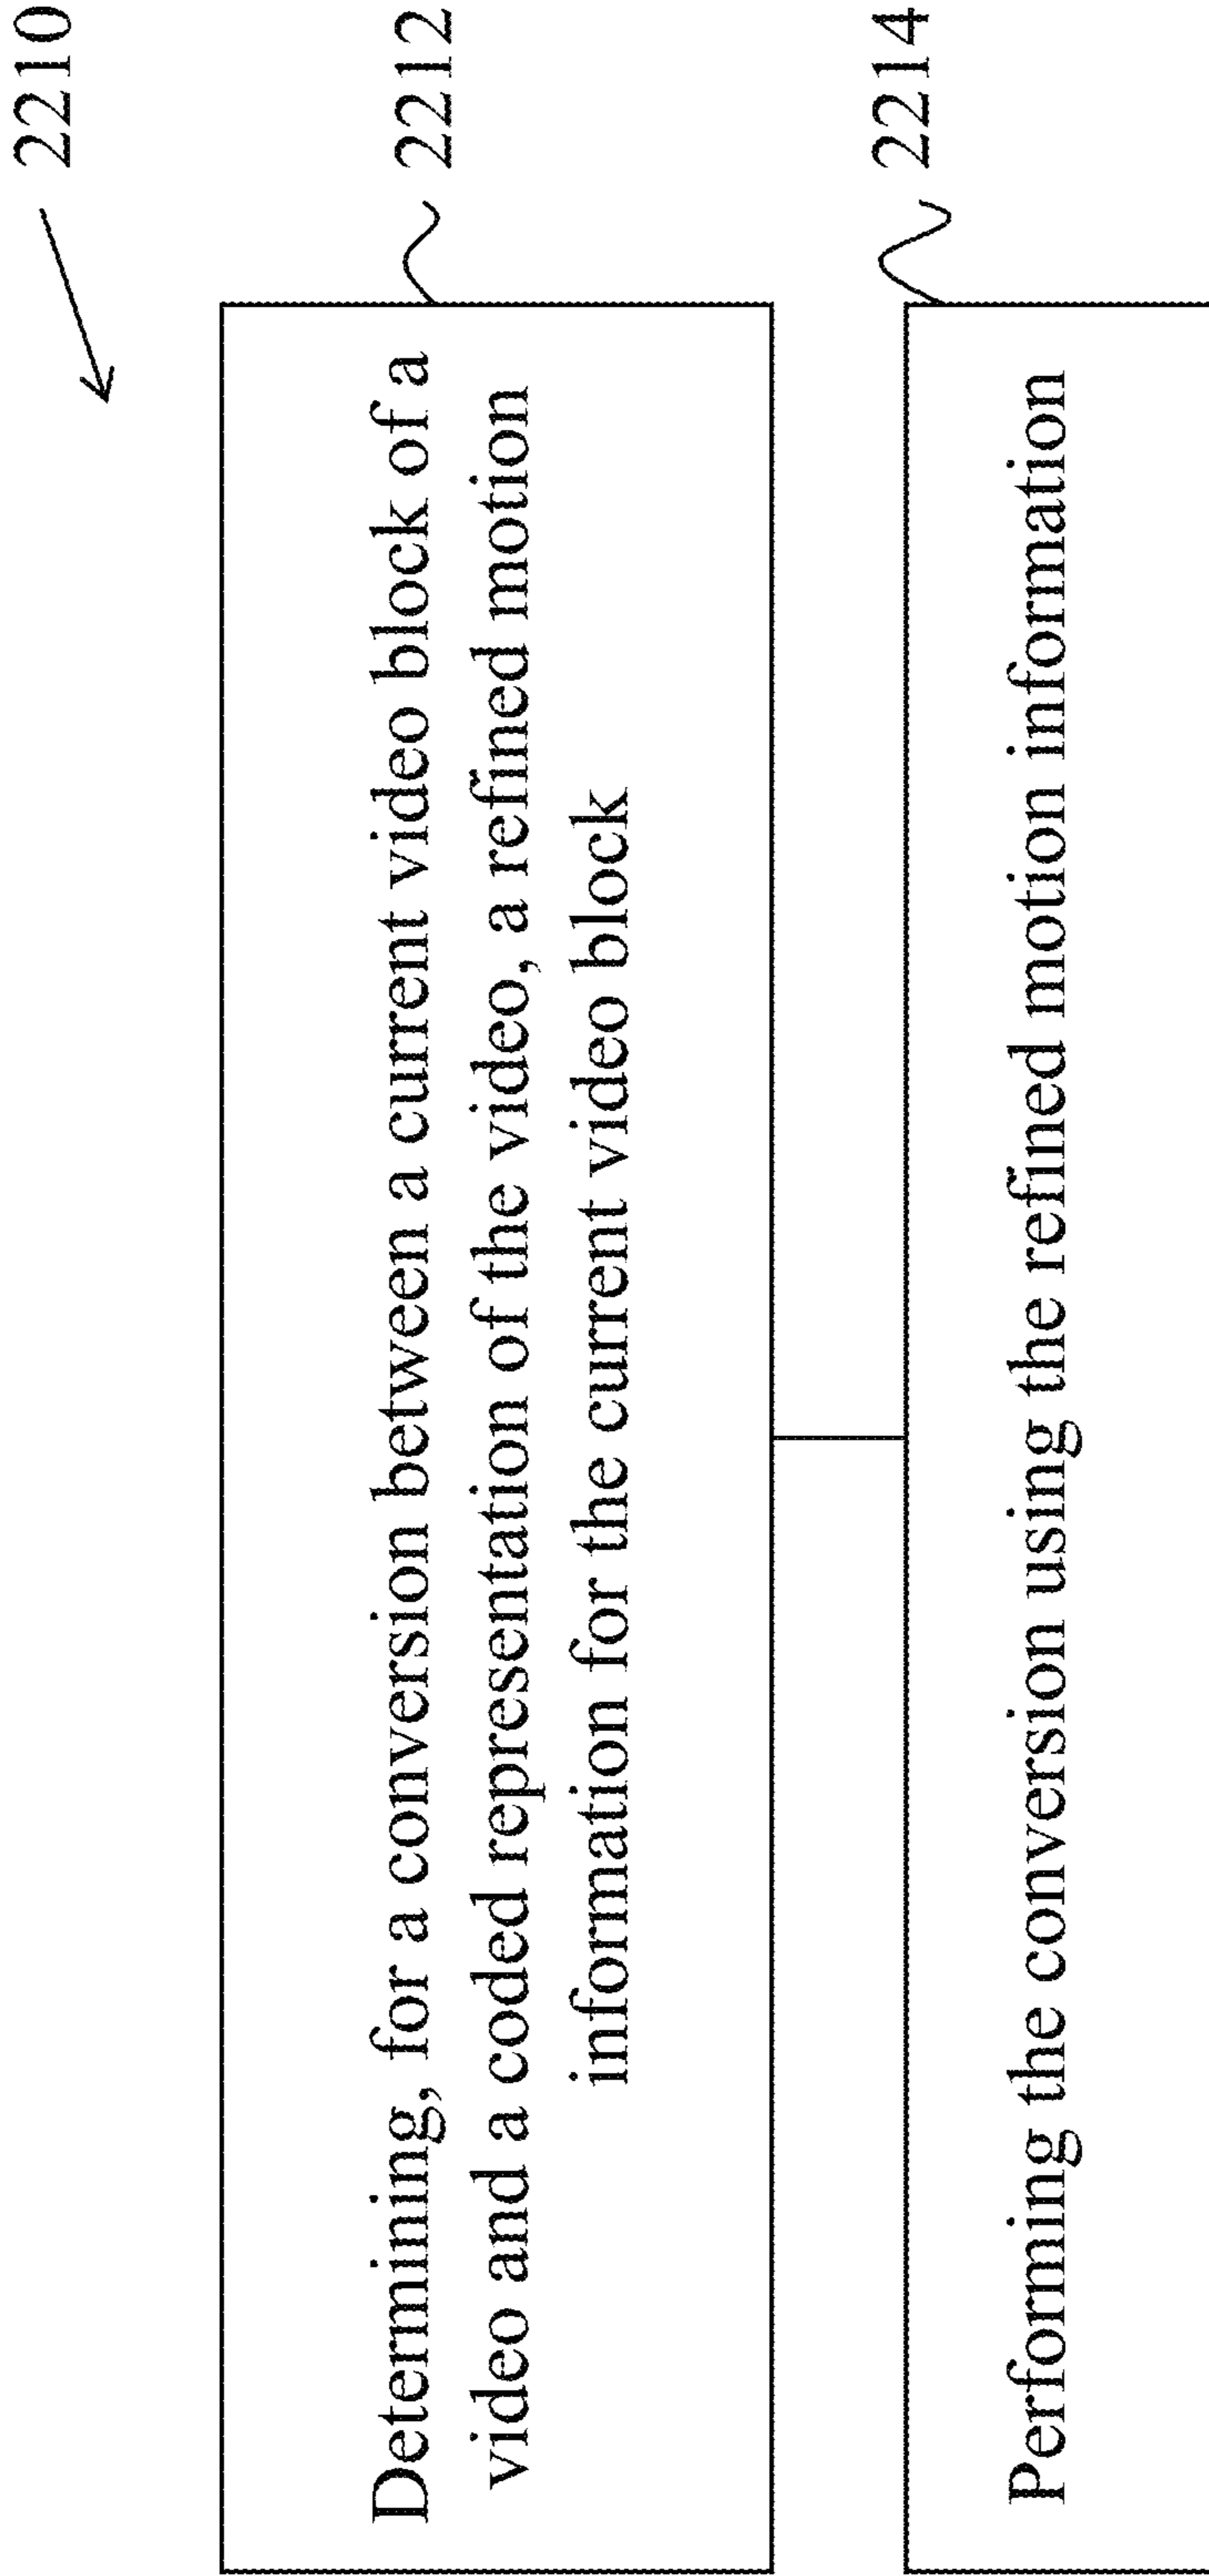 2210
Determining, for a conversion between a current video block of a
video and a coded representation of the video, a refined motion
information for the current video block
2212
Performing the conversion using the refined motion information
2214